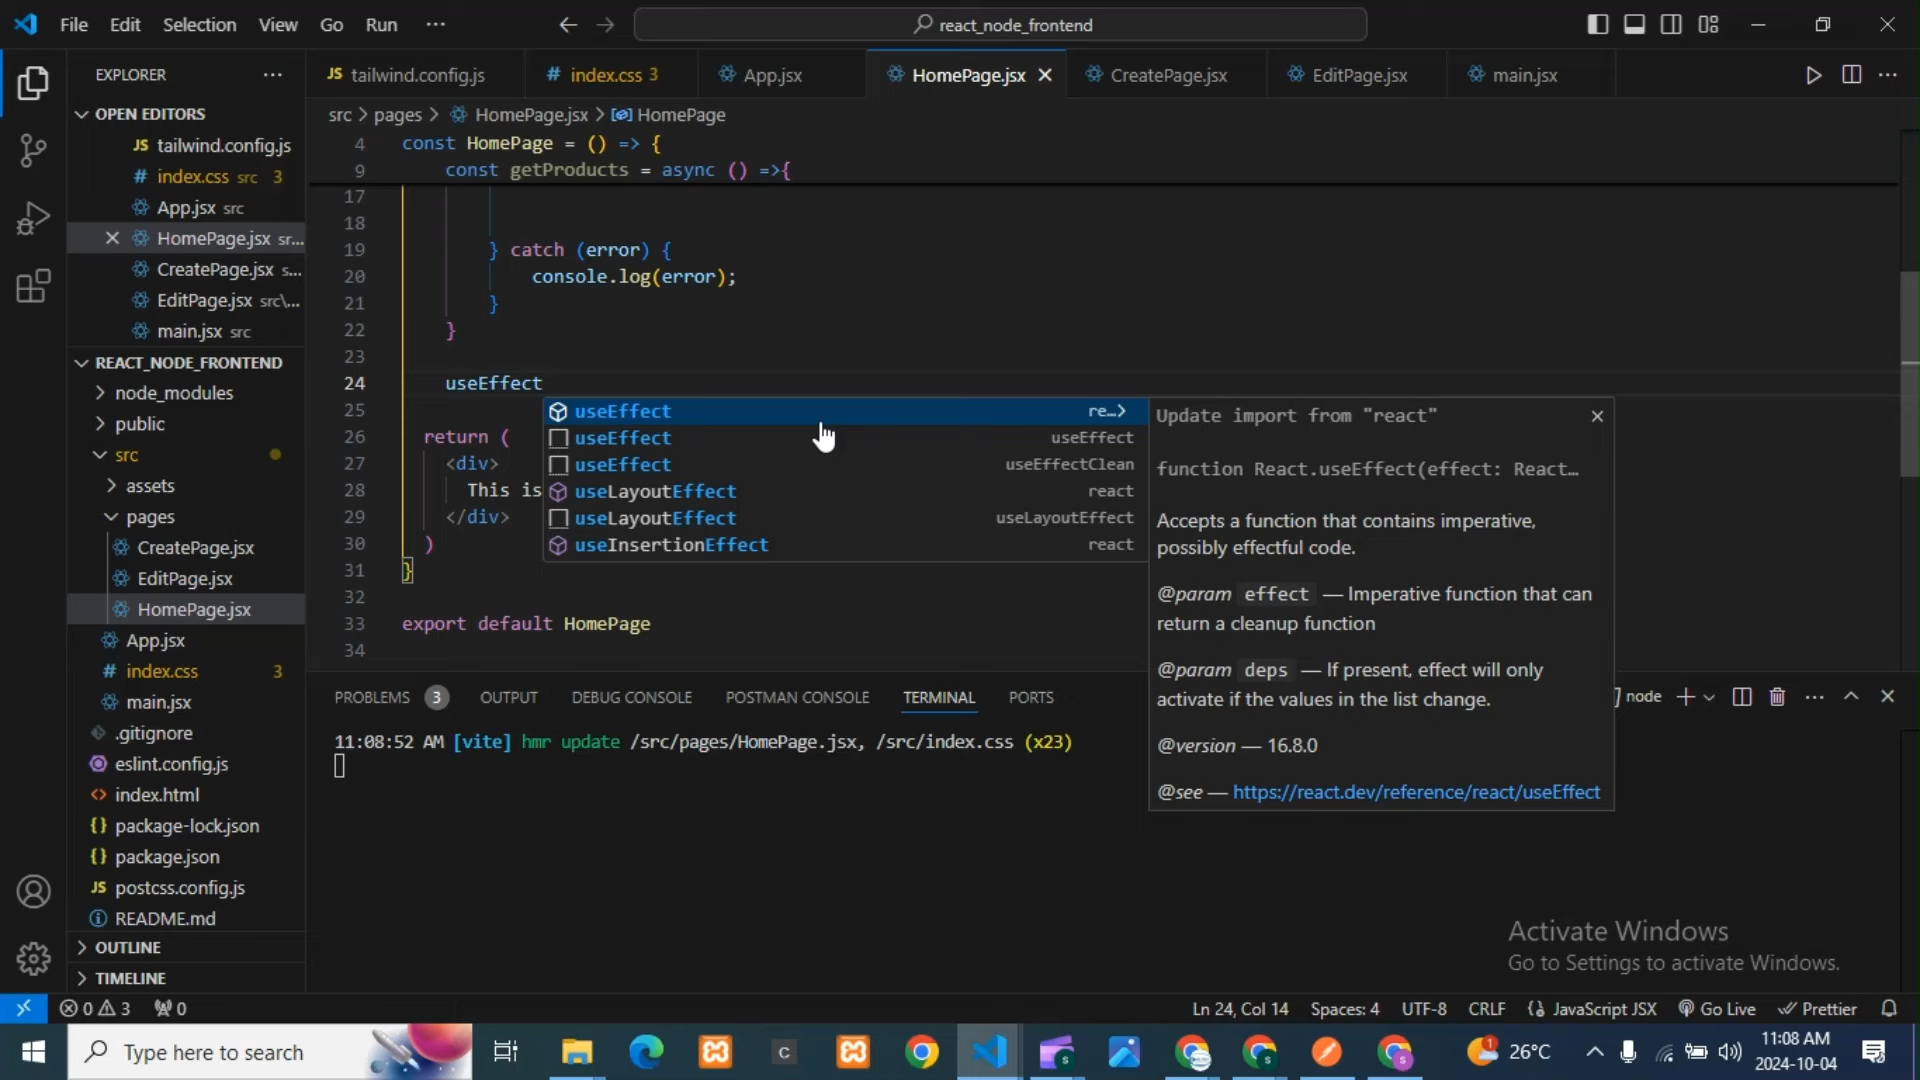 File Edit Selection View Go Run ···
react_node_frontend
EXPLORER ···
OPEN EDITORS
JS tailwind.config.js
# index.css src 3
App.jsx src
HomePage.jsx sr...
CreatePage.jsx s...
EditPage.jsx src\...
main.jsx src
REACT_NODE_FRONTEND
node_modules
public
src
assets
pages
CreatePage.jsx
EditPage.jsx
HomePage.jsx
App.jsx
# index.css 3
main.jsx
.gitignore
eslint.config.js
<> index.html
{} package-lock.json
{} package.json
JS postcss.config.js
README.md
OUTLINE
TIMELINE
JS tailwind.config.js # index.css 3 App.jsx HomePage.jsx CreatePage.jsx EditPage.jsx main.jsx
src > pages > HomePage.jsx > HomePage
4 const HomePage = () => {
9 const getProducts = async () =>{
17
18
19 } catch (error) {
20 console.log(error);
21 }
22 }
23
24 useEffect
25
26 return (
27 <div>
28 This is
29 </div>
30 )
31 }
32
33 export default HomePage
34
useEffect re...>
useEffect useEffect
useEffect useEffectClean
useLayoutEffect react
useLayoutEffect useLayoutEffect
useInsertionEffect react
Update import from "react"
function React.useEffect(effect: React…
Accepts a function that contains imperative,
possibly effectful code.
@param effect — Imperative function that can
return a cleanup function
@param deps — If present, effect will only
activate if the values in the list change.
@version — 16.8.0
@see — https://react.dev/reference/react/useEffect
PROBLEMS 3 OUTPUT DEBUG CONSOLE POSTMAN CONSOLE TERMINAL PORTS node
11:08:52 AM [vite] hmr update /src/pages/HomePage.jsx, /src/index.css (x23)
Activate Windows
Go to Settings to activate Windows.
0 3 0 Ln 24, Col 14 Spaces: 4 UTF-8 CRLF {} JavaScript JSX Go Live Prettier
Type here to search
26°C
11:08 AM
2024-10-04